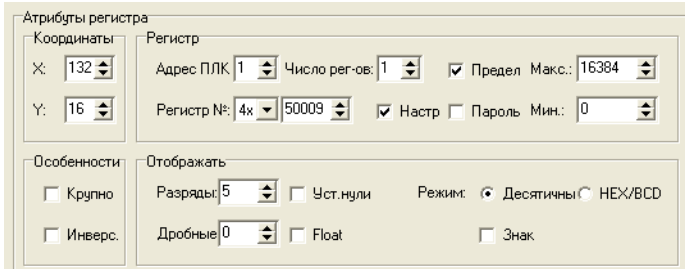 Атрибуты регистра
Координаты
X: 132
Y: 16
Регистр
Адрес ПЛК 1 Число рег-ов: 1 Предел Макс.: 16384
Регистр №: 4x 50009 Настр Пароль Мин.: 0
Особенности
Крупно
Инверс.
Отображать
Разряды: 5 Уст.нули Режим: Десятичны HEX/BCD
Дробные 0 Float Знак